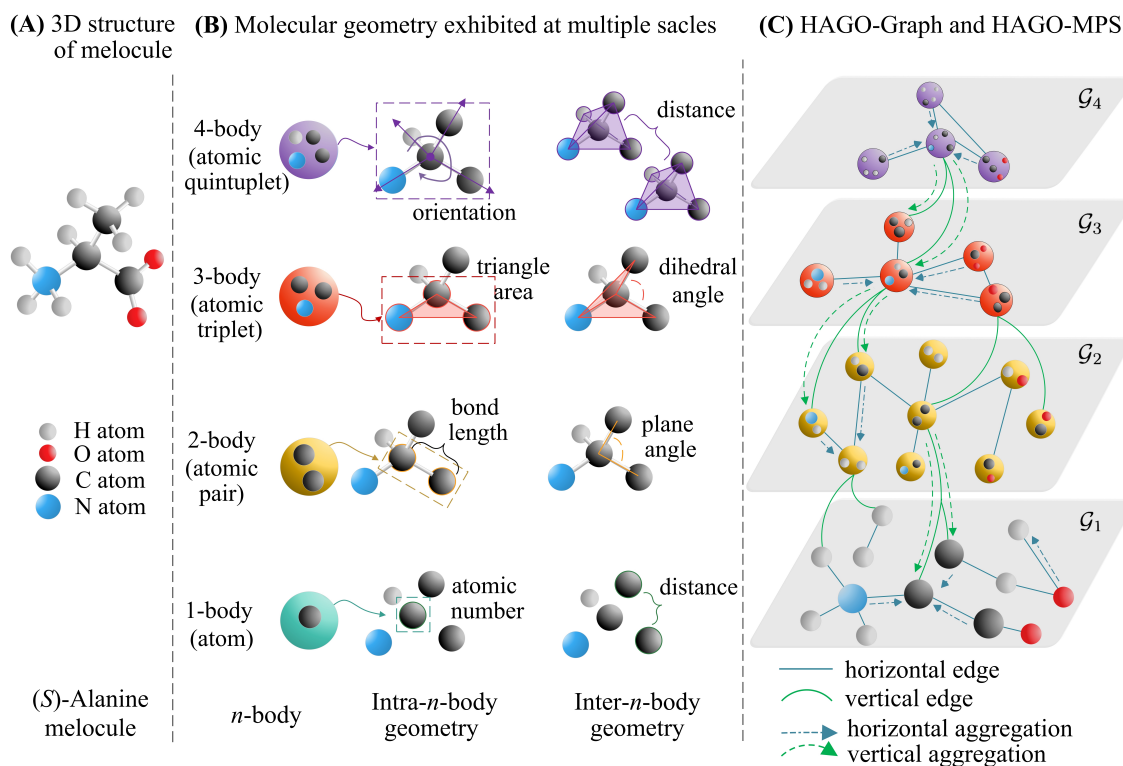 (A) 3D structure
of melocule
H atom
O atom
C atom
N atom
(S)-Alanine
melocule
(B) Molecular geometry exhibited at multiple sacles
4-body
(atomic
quintuplet)
orientation
distance
3-body
(atomic
triplet)
triangle
area
dihedral
angle
2-body
(atomic
pair)
bond
length
plane
angle
1-body
(atom)
atomic
number
distance
n-body
Intra-n-body
geometry
Inter-n-body
geometry
(C) HAGO-Graph and HAGO-MPS
𝒢4
𝒢3
𝒢2
𝒢1
horizontal edge
vertical edge
horizontal aggregation
vertical aggregation